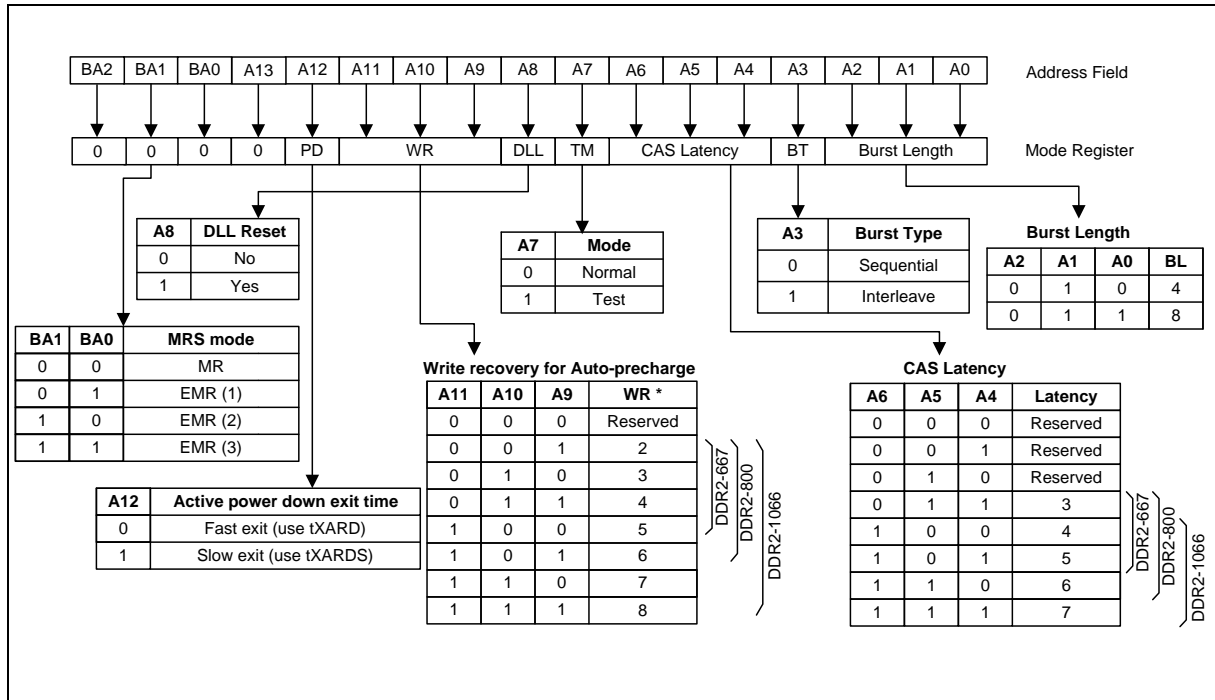 BA2 BA1 BA0 A13 A12 A11 A10 A9 A8 A7 A6 A5 A4 A3 A2 A1 A0 Address Field
0 0 0 0 PD WR DLL TM CAS Latency BT Burst Length Mode Register
A8 DLL Reset
0 No
1 Yes
A7 Mode
0 Normal
1 Test
A3 Burst Type
0 Sequential
1 Interleave
Burst Length
A2 A1 A0 BL
0 1 0 4
0 1 1 8
BA1 BA0 MRS mode
0 0 MR
0 1 EMR (1)
1 0 EMR (2)
1 1 EMR (3)
A12 Active power down exit time
0 Fast exit (use tXARD)
1 Slow exit (use tXARDS)
Write recovery for Auto-precharge
A11 A10 A9 WR *
0 0 0 Reserved
0 0 1 2
0 1 0 3
0 1 1 4
1 0 0 5
1 0 1 6
1 1 0 7
1 1 1 8
DDR2-667
DDR2-800
DDR2-1066
CAS Latency
A6 A5 A4 Latency
0 0 0 Reserved
0 0 1 Reserved
0 1 0 Reserved
0 1 1 3
1 0 0 4
1 0 1 5
1 1 0 6
1 1 1 7
DDR2-667
DDR2-800
DDR2-1066